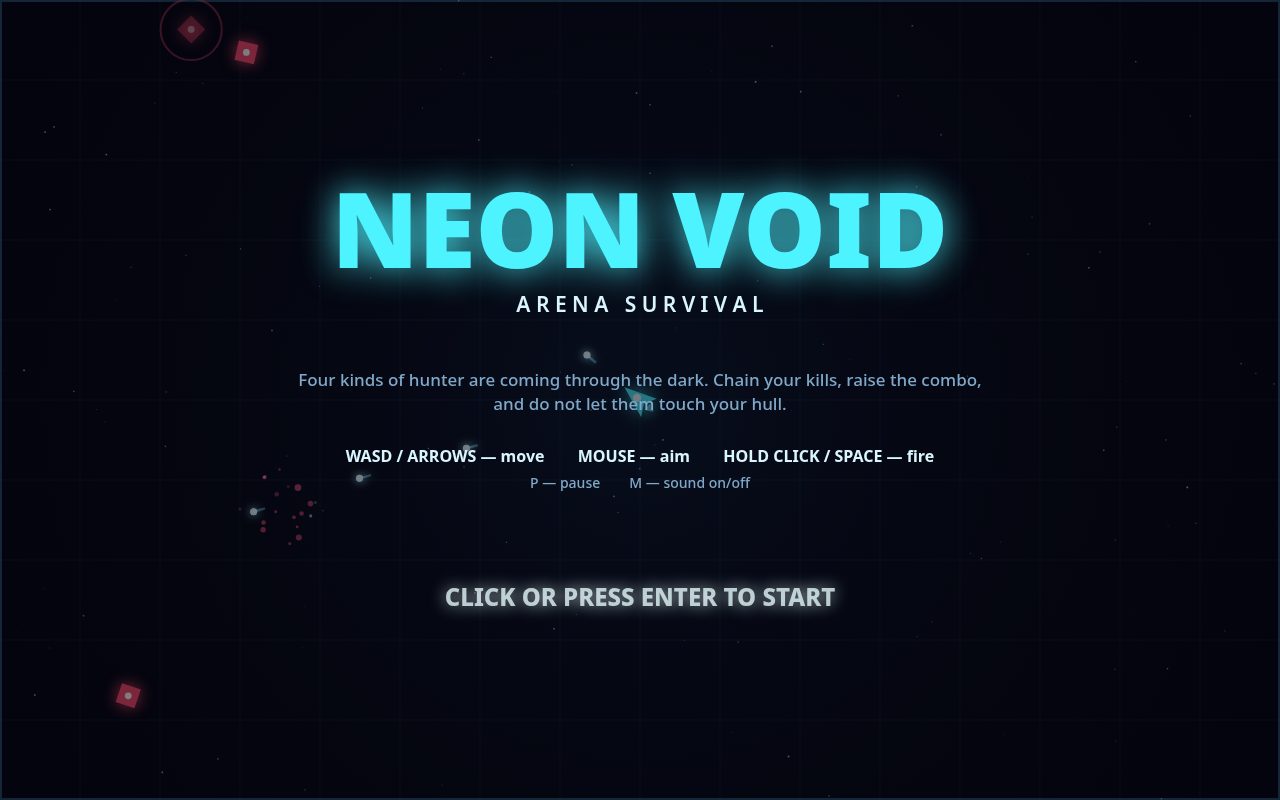 NEON VOID
ARENA SURVIVAL
Four kinds of hunter are coming through the dark. Chain your kills, raise the combo,
and do not let them touch your hull.
WASD / ARROWS — move MOUSE — aim HOLD CLICK / SPACE — fire
P — pause M — sound on/off
CLICK OR PRESS ENTER TO START